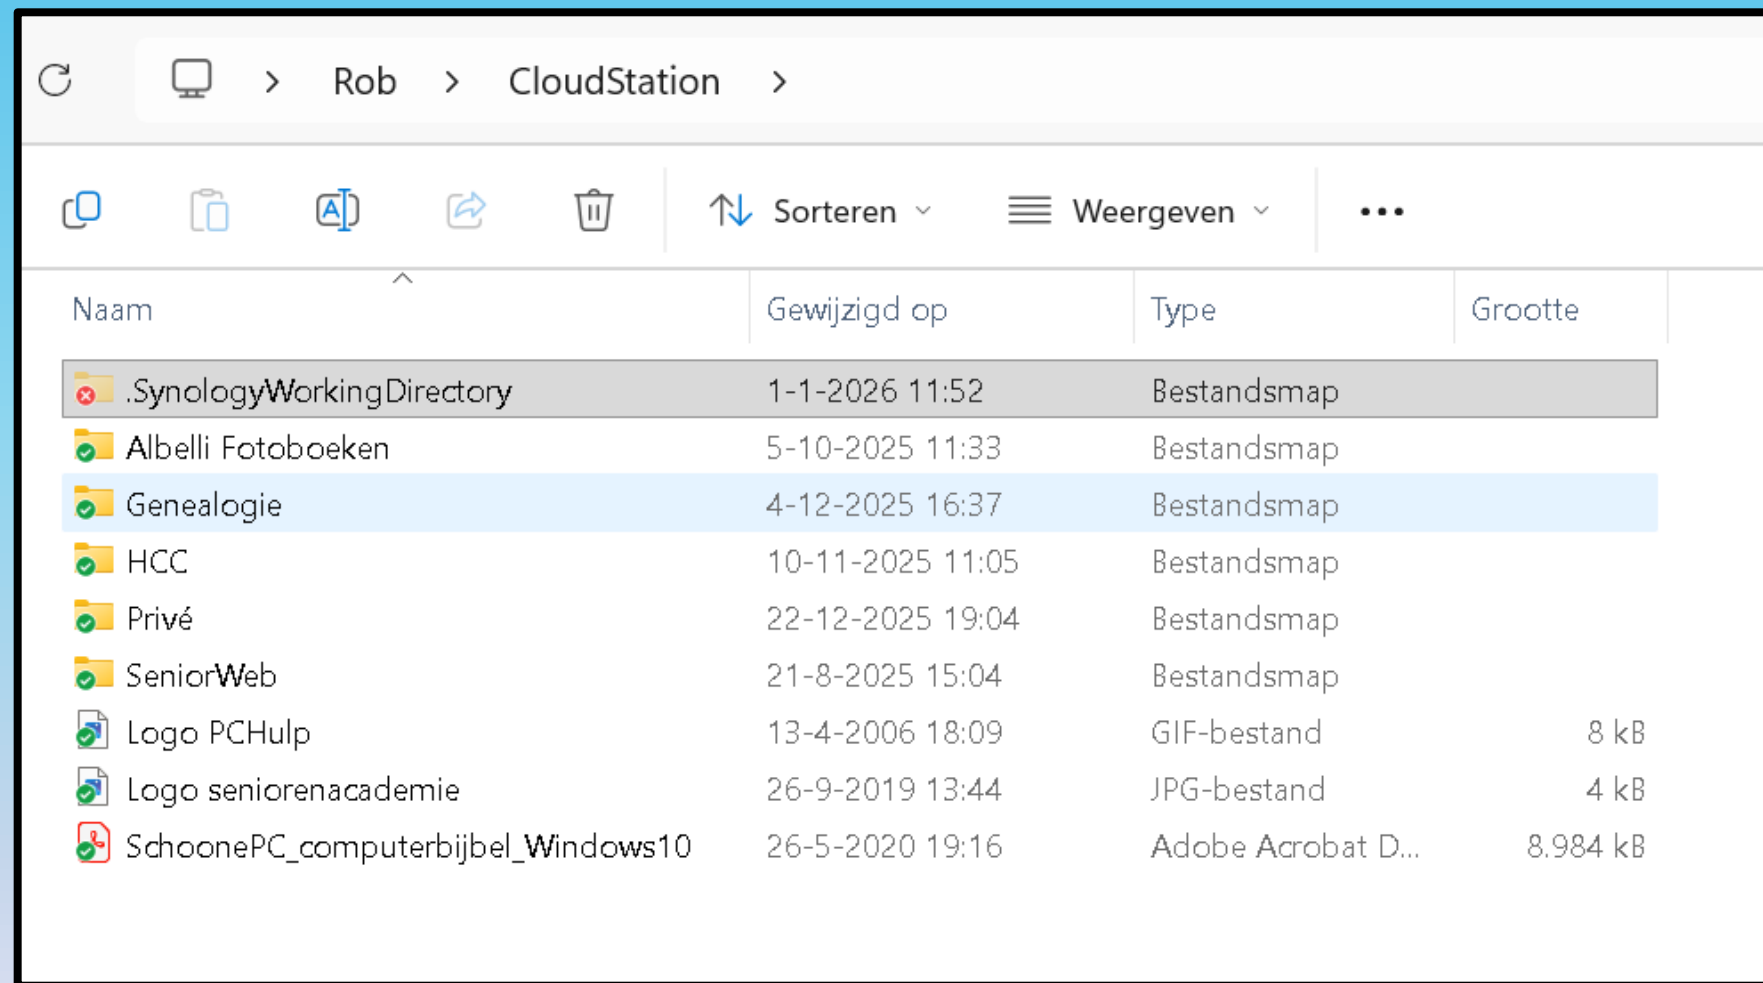 Rob > CloudStation >
Sorteren Weergeven ...
Naam Gewijzigd op Type Grootte
.SynologyWorkingDirectory 1-1-2026 11:52 Bestandsmap
Albelli Fotoboeken 5-10-2025 11:33 Bestandsmap
Genealogie 4-12-2025 16:37 Bestandsmap
HCC 10-11-2025 11:05 Bestandsmap
Privé 22-12-2025 19:04 Bestandsmap
SeniorWeb 21-8-2025 15:04 Bestandsmap
Logo PCHulp 13-4-2006 18:09 GIF-bestand 8 kB
Logo seniorenacademie 26-9-2019 13:44 JPG-bestand 4 kB
SchoonePC_computerbijbel_Windows10 26-5-2020 19:16 Adobe Acrobat D... 8.984 kB